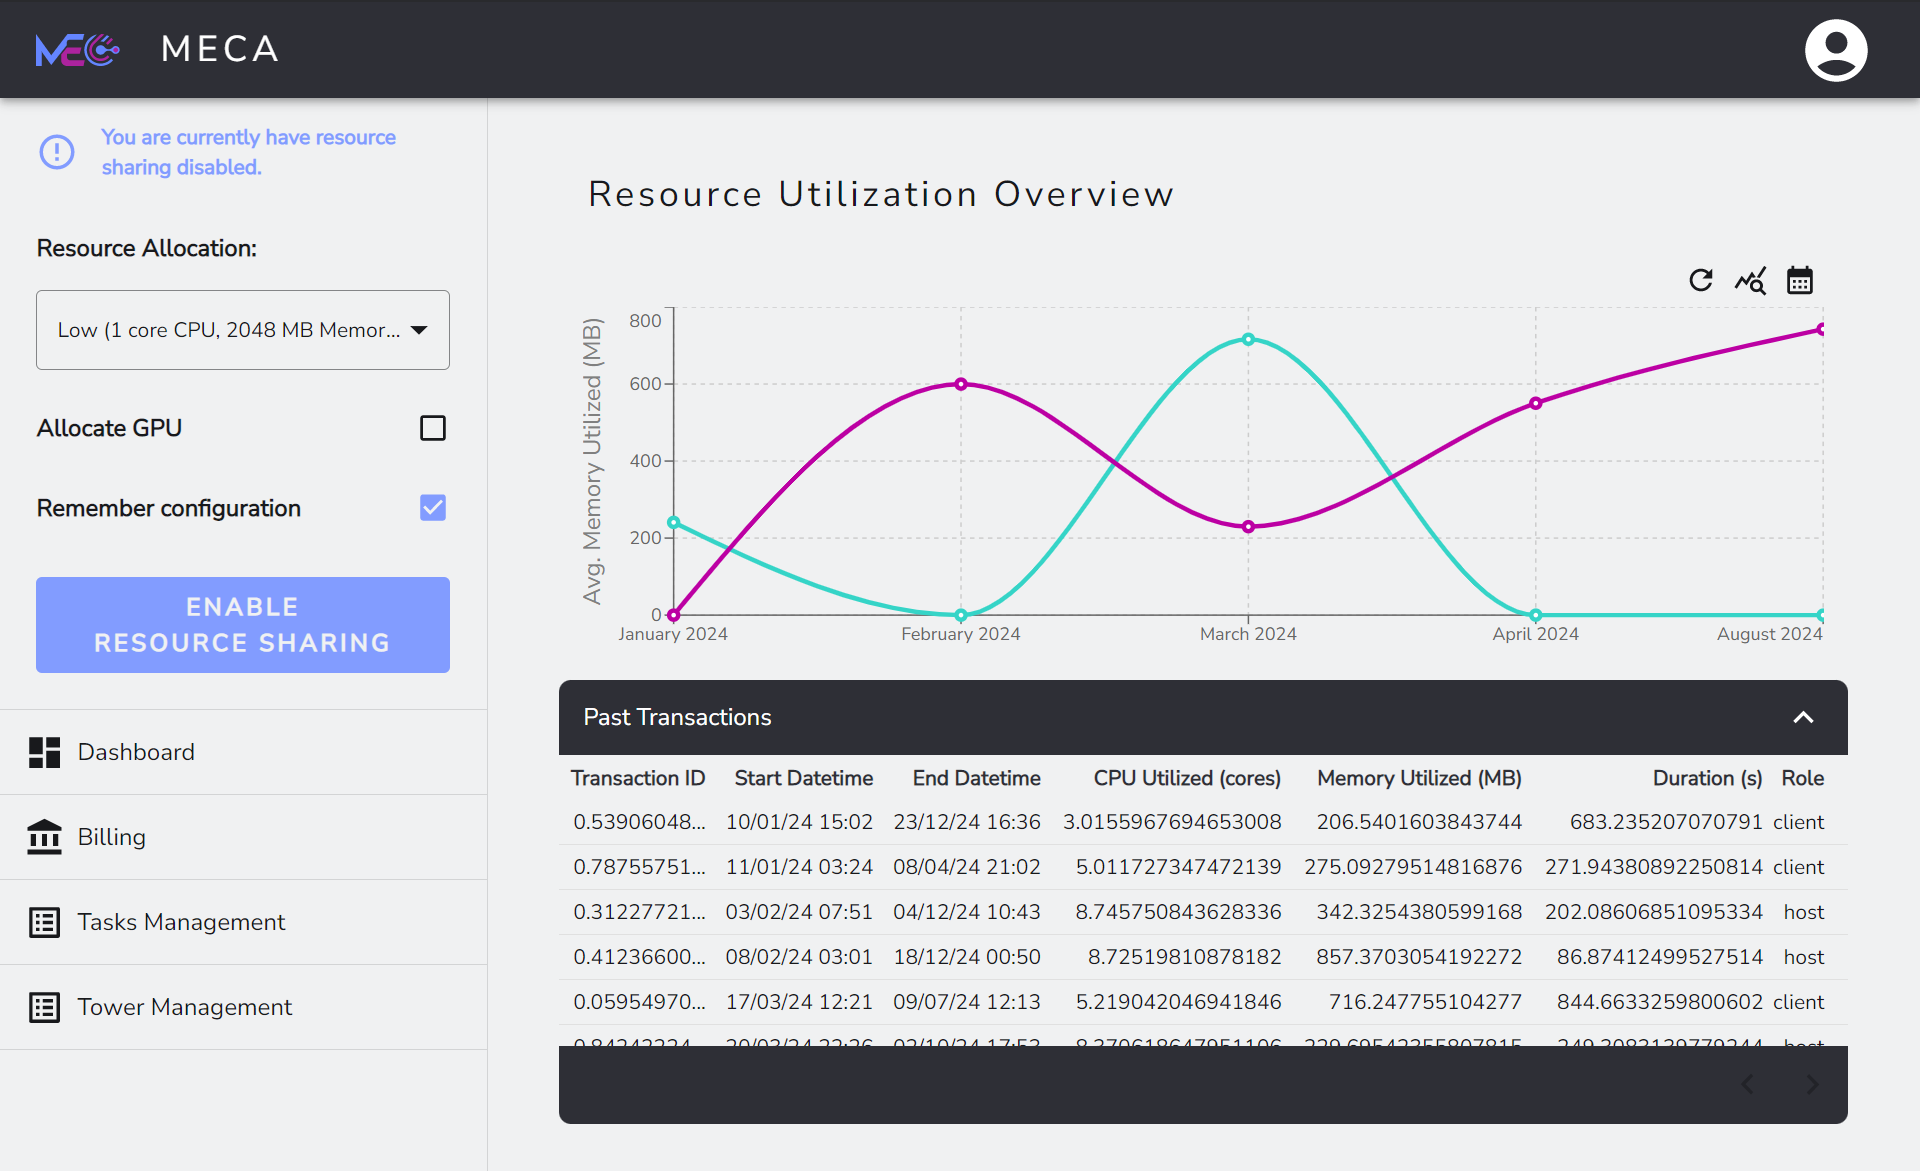 MEC MECA
You are currently have resource
sharing disabled.
Resource Allocation:
Low (1 core CPU, 2048 MB Memor...
Allocate GPU
Remember configuration
ENABLE
RESOURCE SHARING
Dashboard
Billing
Tasks Management
Tower Management
Resource Utilization Overview
Avg. Memory Utilized (MB)
800
600
400
200
0
January 2024 February 2024 March 2024 April 2024 August 2024
Past Transactions
Transaction ID Start Datetime End Datetime CPU Utilized (cores) Memory Utilized (MB) Duration (s) Role
0.53906048... 10/01/24 15:02 23/12/24 16:36 3.0155967694653008 206.5401603843744 683.235207070791 client
0.78755751... 11/01/24 03:24 08/04/24 21:02 5.011727347472139 275.09279514816876 271.94380892250814 client
0.31227721... 03/02/24 07:51 04/12/24 10:43 8.745750843628336 342.3254380599168 202.08606851095334 host
0.41236600... 08/02/24 03:01 18/12/24 00:50 8.72519810878182 857.3703054192272 86.87412499527514 host
0.05954970... 17/03/24 12:21 09/07/24 12:13 5.219042046941846 716.247755104277 844.6633259800602 client
host